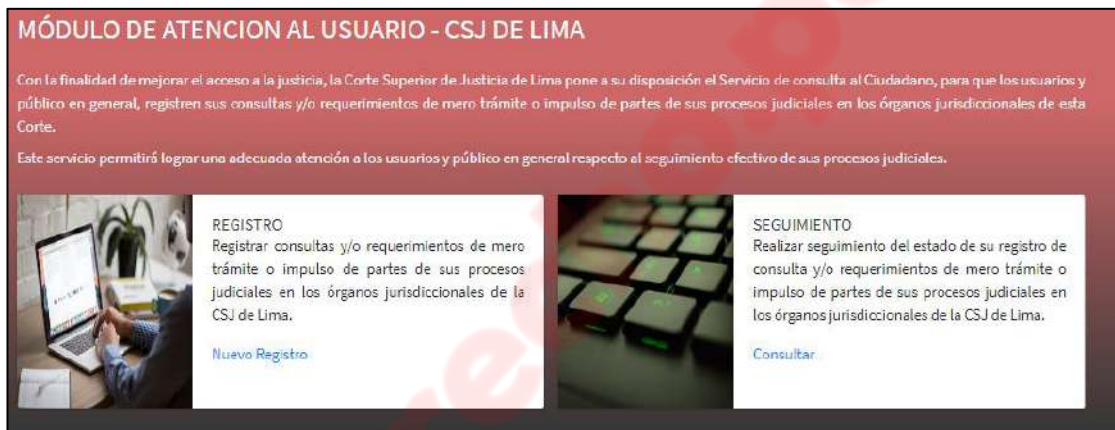 MÓDULO DE ATENCION AL USUARIO - CSJ DE LIMA
Con la finalidad de mejorar el acceso a la justicia, la Corte Superior de Justicia de Lima pone a su disposición el Servicio de consulta al Ciudadano, para que los usuarios y
público en general, registren sus consultas y/o requerimientos de mero trámite o impulso de partes de sus procesos judiciales en los órganos jurisdiccionales de esta
Corte.
Este servicio permitirá lograr una adecuada atención a los usuarios y público en general respecto al seguimiento efectivo de sus procesos judiciales.
REGISTRO
Registrar consultas y/o requerimientos de mero
trámite o impulso de partes de sus procesos
judiciales en los órganos jurisdiccionales de la
CSJ de Lima.
Nuevo Registro
SEGUIMIENTO
Realizar seguimiento del estado de su registro de
consulta y/o requerimientos de mero trámite o
impulso de partes de sus procesos judiciales en
los órganos jurisdiccionales de la CSJ de Lima.
Consultar